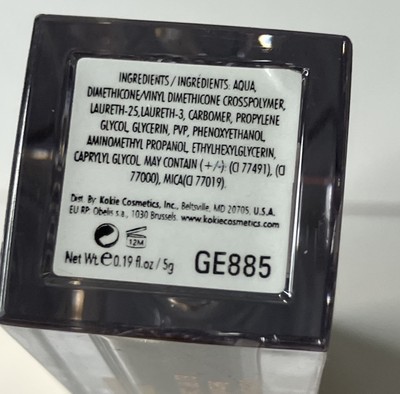 INGREDIENTS / INGRÉDIENTS: AQUA,
DIMETHICONE/VINYL DIMETHICONE CROSSPOLYMER,
LAURETH-25,LAURETH-3, CARBOMER, PROPYLENE
GLYCOL, GLYCERIN, PVP, PHENOXYETHANOL,
AMINOMETHYL PROPANOL, ETHYLHEXYLGLYCERIN,
CAPRYLYL GLYCOL. MAY CONTAIN (+/-): (CI 77491), (CI
77000), MICA(CI 77019).
Dist. By: Kokie Cosmetics, Inc., Beltsville, MD 20705, U.S.A.
EU RP: Obelis s.a., 1030 Brussels. www.kokiecosmetics.com
12M
Net Wt.℮0.19 fl.oz/ 5g GE885